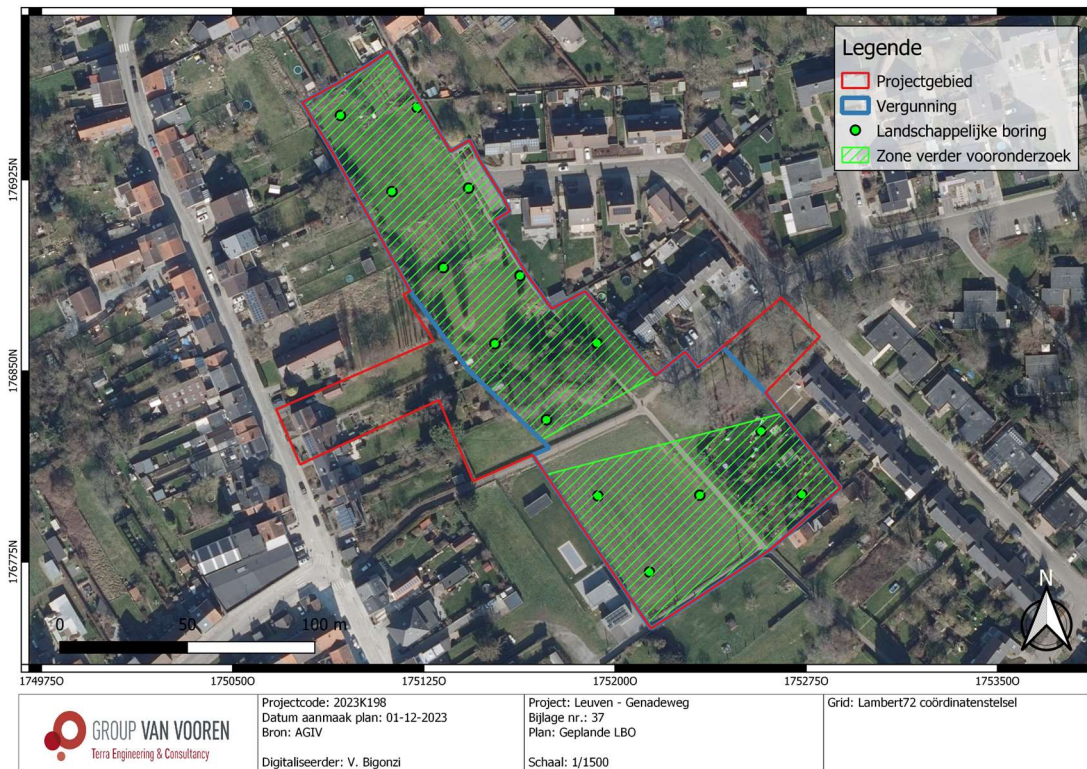 Legende
Projectgebied
Vergunning
Landschappelijke boring
Zone verder vooronderzoek
176925N
176850N
176775N
0 50 100 m
N
174975O 175050O 175125O 175200O 175275O 175350O
GROUP VAN VOOREN
Terra Engineering & Consultancy
Projectcode: 2023K198
Datum aanmaak plan: 01-12-2023
Bron: AGIV
Digitaliseerder: V. Bigonzi
Project: Leuven - Genadeweg
Bijlage nr.: 37
Plan: Geplande LBO
Schaal: 1/1500
Grid: Lambert72 coördinatenstelsel